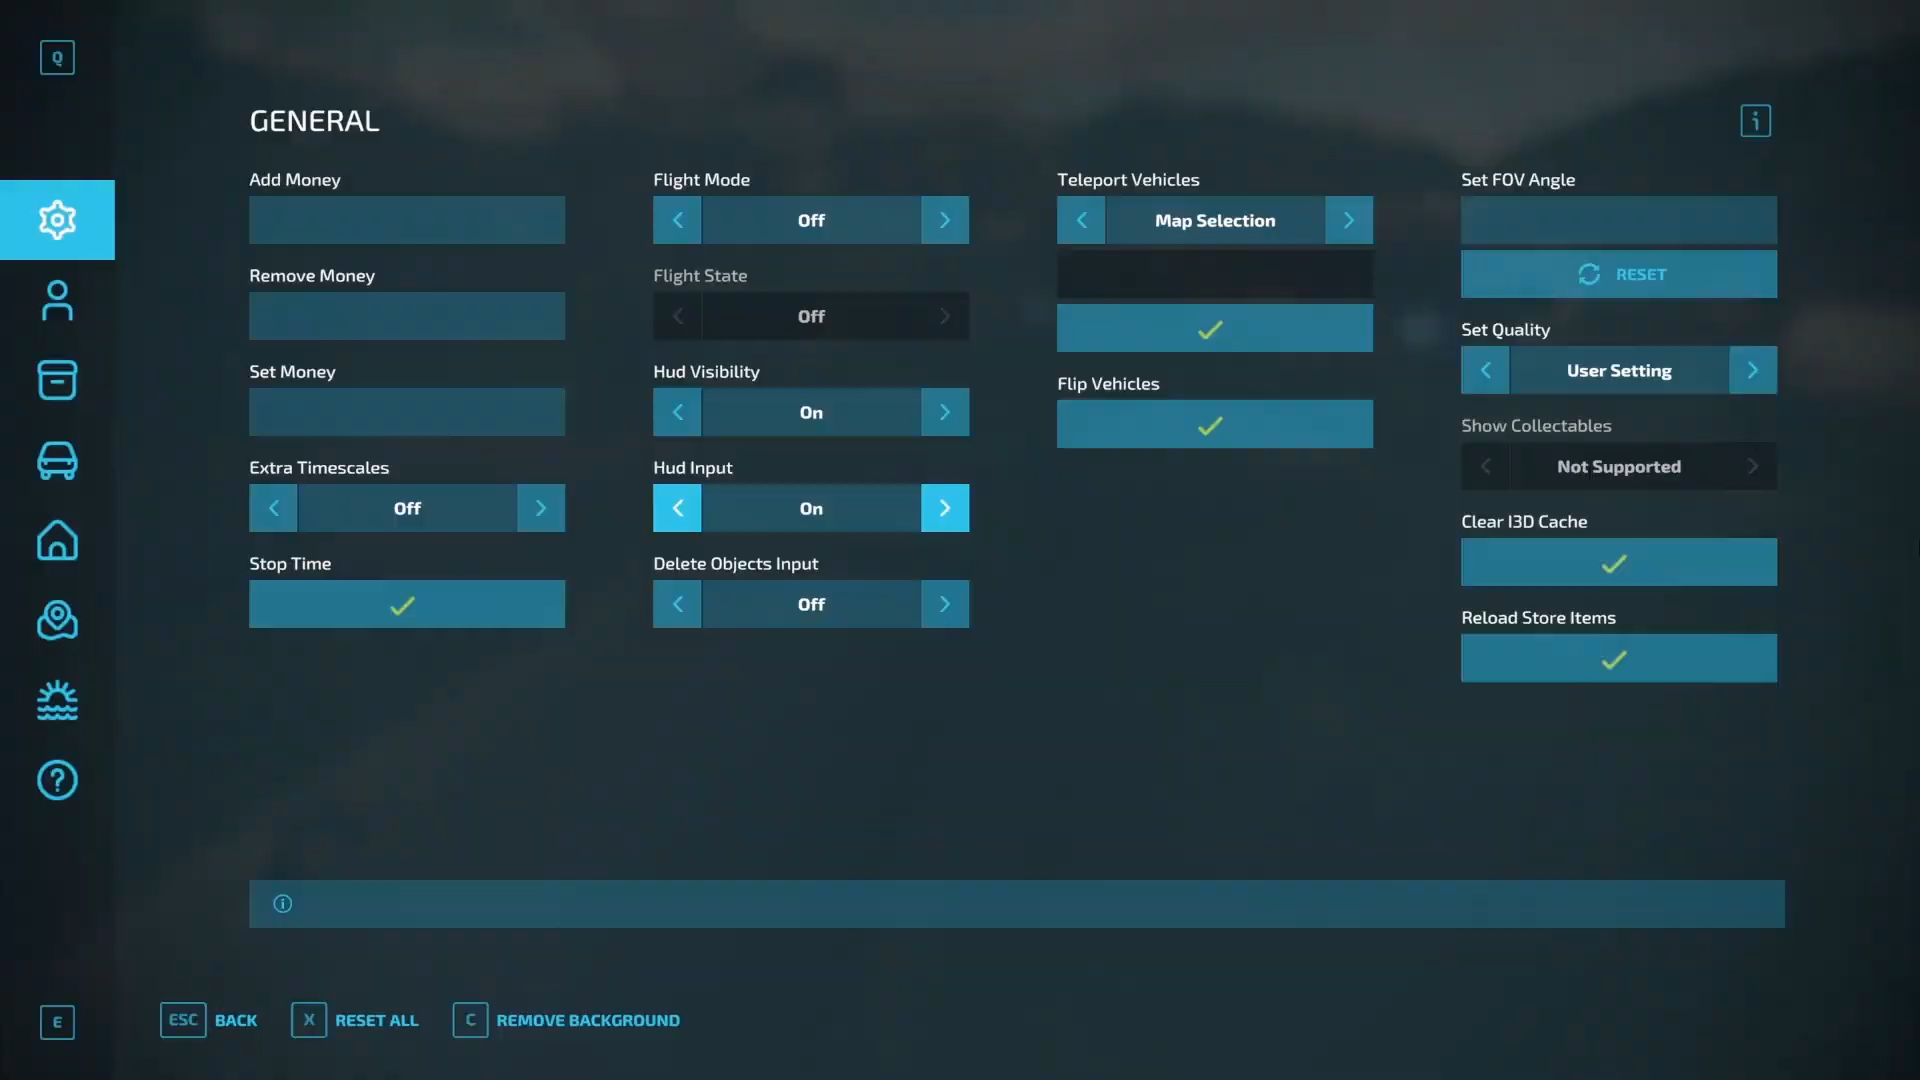 Q
GENERAL
Add Money
Remove Money
Set Money
Extra Timescales
Off
Stop Time
Flight Mode
Off
Flight State
Off
Hud Visibility
On
Hud Input
On
Delete Objects Input
Off
Teleport Vehicles
Map Selection
Flip Vehicles
Set FOV Angle
RESET
Set Quality
User Setting
Show Collectables
Not Supported
Clear I3D Cache
Reload Store Items
E
ESC BACK
X RESET ALL
C REMOVE BACKGROUND